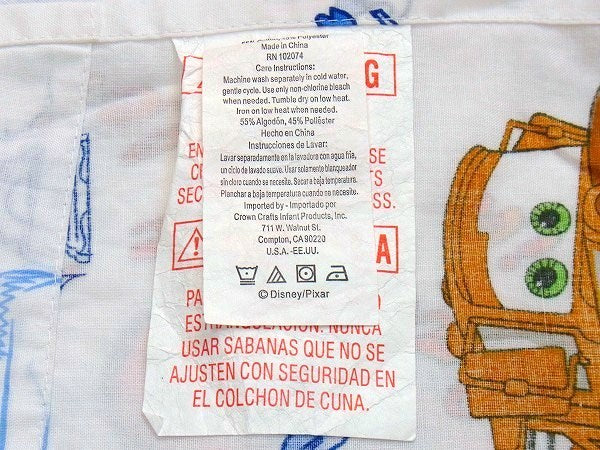 Made in China
RN 102074
Care Instructions:
Machine wash separately in cold water,
gentle cycle. Use only non-chlorine bleach
when needed. Tumble dry on low heat.
Iron on low heat when needed.
55% Algodón, 45% Poliéster
Hecho en China
Instrucciones de Lavar:
Lavar separadamente en la lavadora con agua fria,
un ciclo de lavado suave. Usar solamente blanqueador
sin cloro cuando se necesite. Secar a baja temperatura.
Planchar a baja temperatura cuando no necesite.
Imported by - Importado por
Crown Crafts Infant Products, Inc.
711 W. Walnut St.
Compton, CA 90220
U.S.A.-EE.UU.
© Disney/Pixar
G
EN SE
CR TS
SEC SS.
A
PA O
ESTRANGULACION. NUNCA
USAR SABANAS QUE NO SE
AJUSTEN CON SEGURIDAD EN
EL COLCHON DE CUNA.